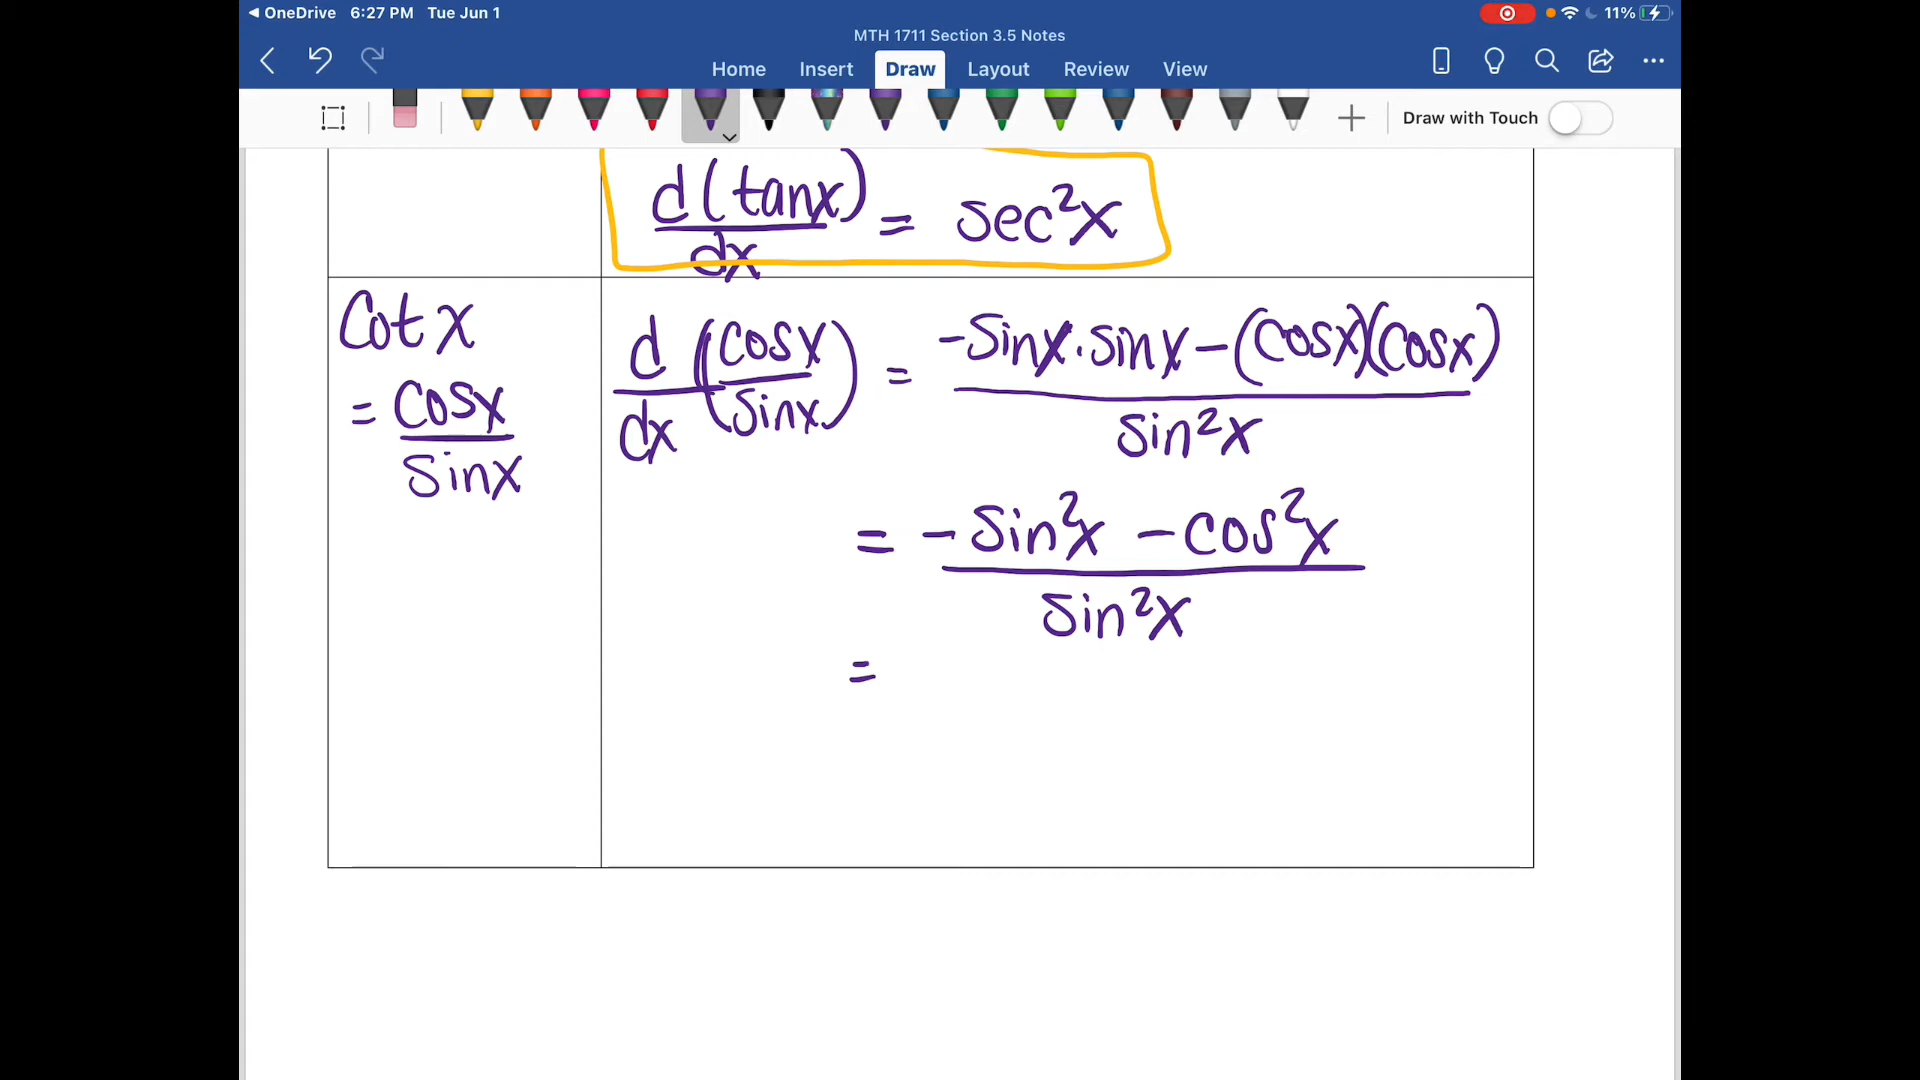 OneDrive 6:27 PM Tue Jun 1 11%
MTH 1711 Section 3.5 Notes
Home Insert Draw Layout Review View
Draw with Touch
d(tanx)/dx = sec²x
Cot x
= cosx/sinx
d/dx (cosx/sinx) = -sinx·sinx-(cosx)(cosx)/sin²x
= -sin²x - cos²x/sin²x
=